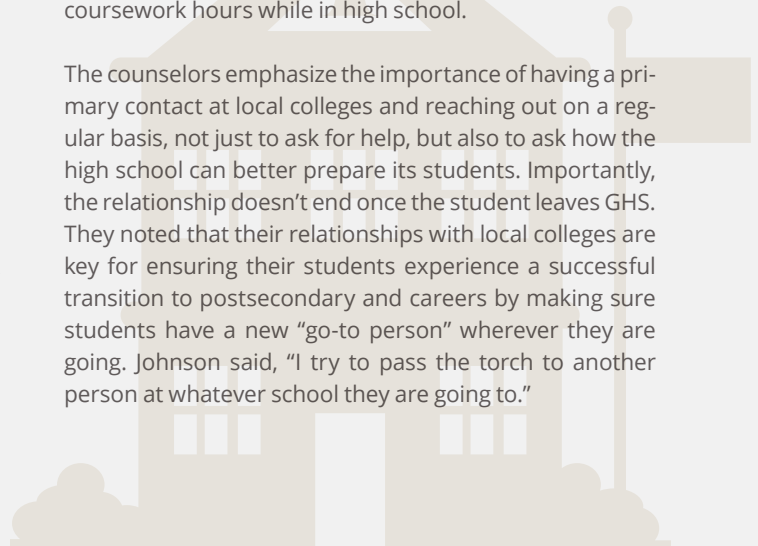 coursework hours while in high school.
The counselors emphasize the importance of having a pri-
mary contact at local colleges and reaching out on a reg-
ular basis, not just to ask for help, but also to ask how the
high school can better prepare its students. Importantly,
the relationship doesn’t end once the student leaves GHS.
They noted that their relationships with local colleges are
key for ensuring their students experience a successful
transition to postsecondary and careers by making sure
students have a new “go-to person” wherever they are
going. Johnson said, “I try to pass the torch to another
person at whatever school they are going to.”